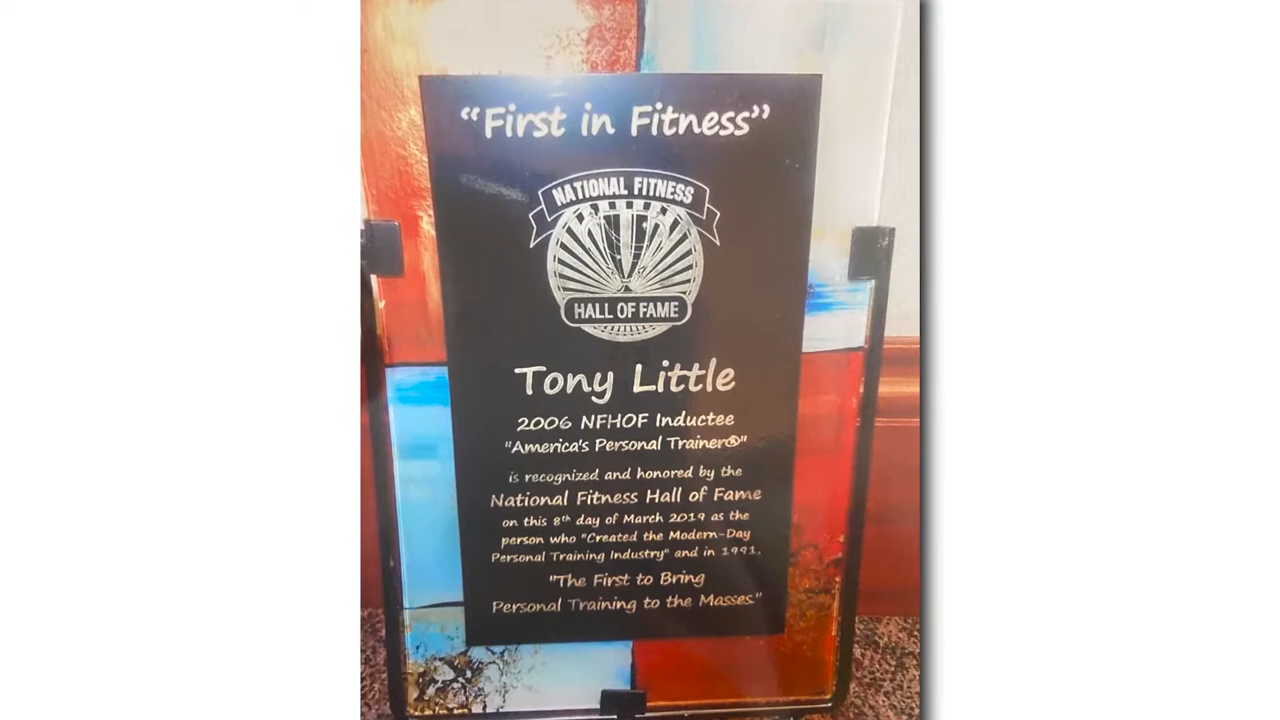 “First in Fitness”
NATIONAL FITNESS
HALL OF FAME
Tony Little
2006 NFHOF Inductee
"America's Personal Trainer®"
is recognized and honored by the
National Fitness Hall of Fame
on this 8th day of March 2019 as the
person who "Created the Modern-Day
Personal Training Industry" and in 1991.
"The First to Bring
Personal Training to the Masses"